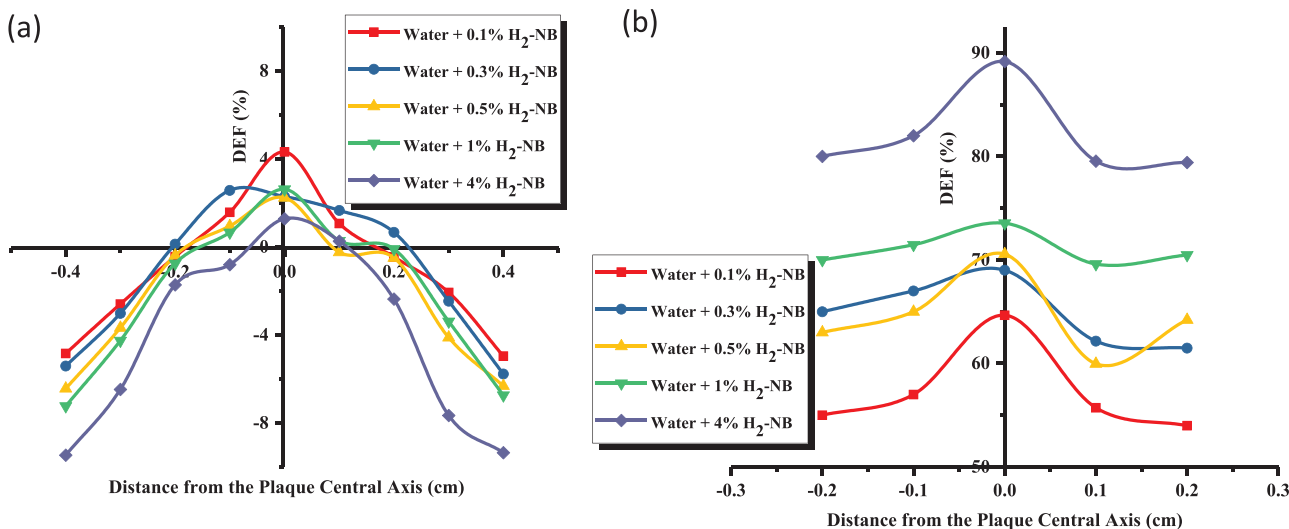 (a)
DEF (%)
8
4
0
-4
-8
-0.4
-0.2
0.0
0.2
0.4
Water + 0.1% H2-NB
Water + 0.3% H2-NB
Water + 0.5% H2-NB
Water + 1% H2-NB
Water + 4% H2-NB
Distance from the Plaque Central Axis (cm)
(b)
DEF (%)
90
80
70
60
50
Water + 0.1% H2-NB
Water + 0.3% H2-NB
Water + 0.5% H2-NB
Water + 1% H2-NB
Water + 4% H2-NB
-0.3
-0.2
-0.1
0.0
0.1
0.2
0.3
Distance from the Plaque Central Axis (cm)